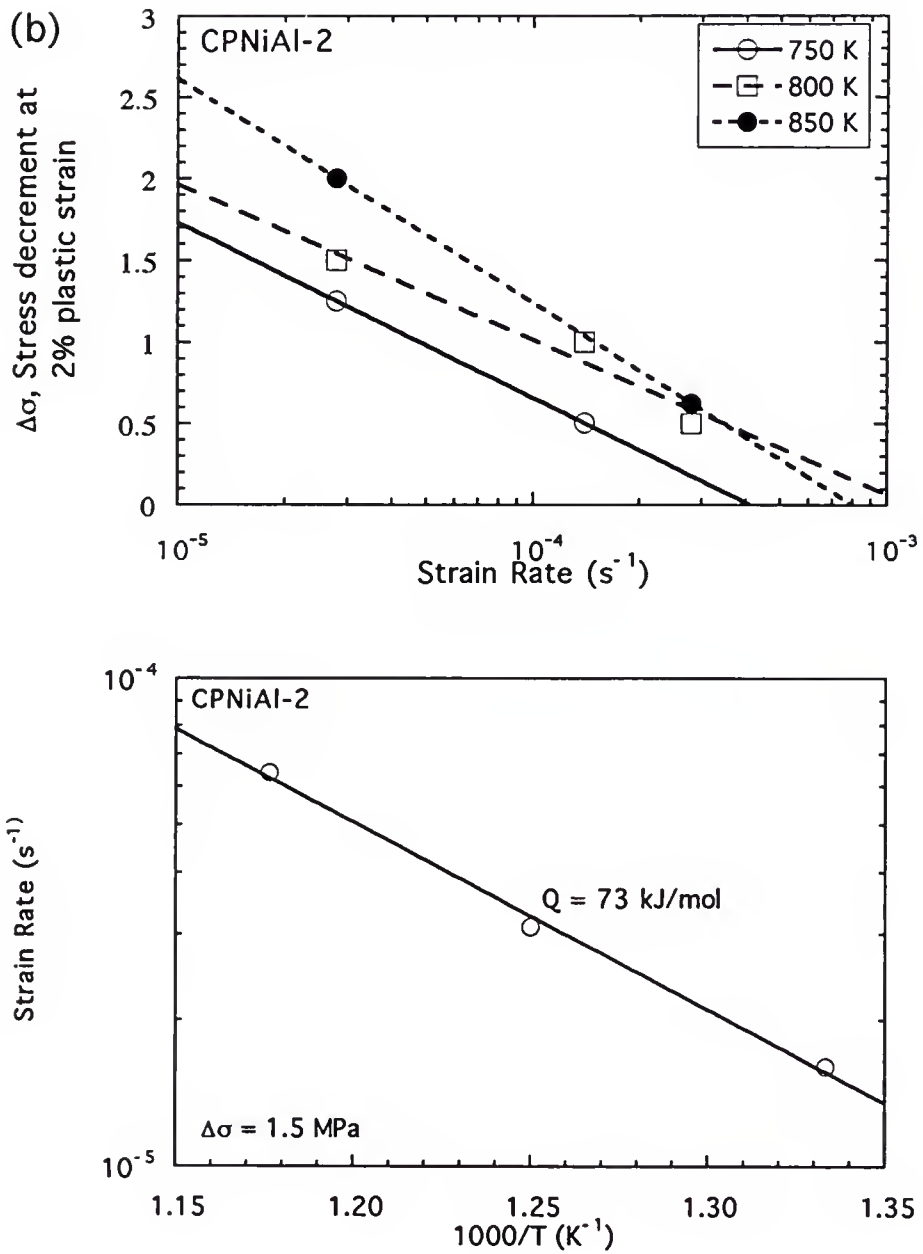 (b)
CPNiAl-2
750 K
800 K
850 K
Δσ, Stress decrement at
2% plastic strain
3
2.5
2
1.5
1
0.5
0
10⁻⁵
10⁻⁴
10⁻³
Strain Rate (s⁻¹)
CPNiAl-2
10⁻⁴
10⁻⁵
Strain Rate (s⁻¹)
Q = 73 kJ/mol
Δσ = 1.5 MPa
1.15
1.20
1.25
1.30
1.35
1000/T (K⁻¹)